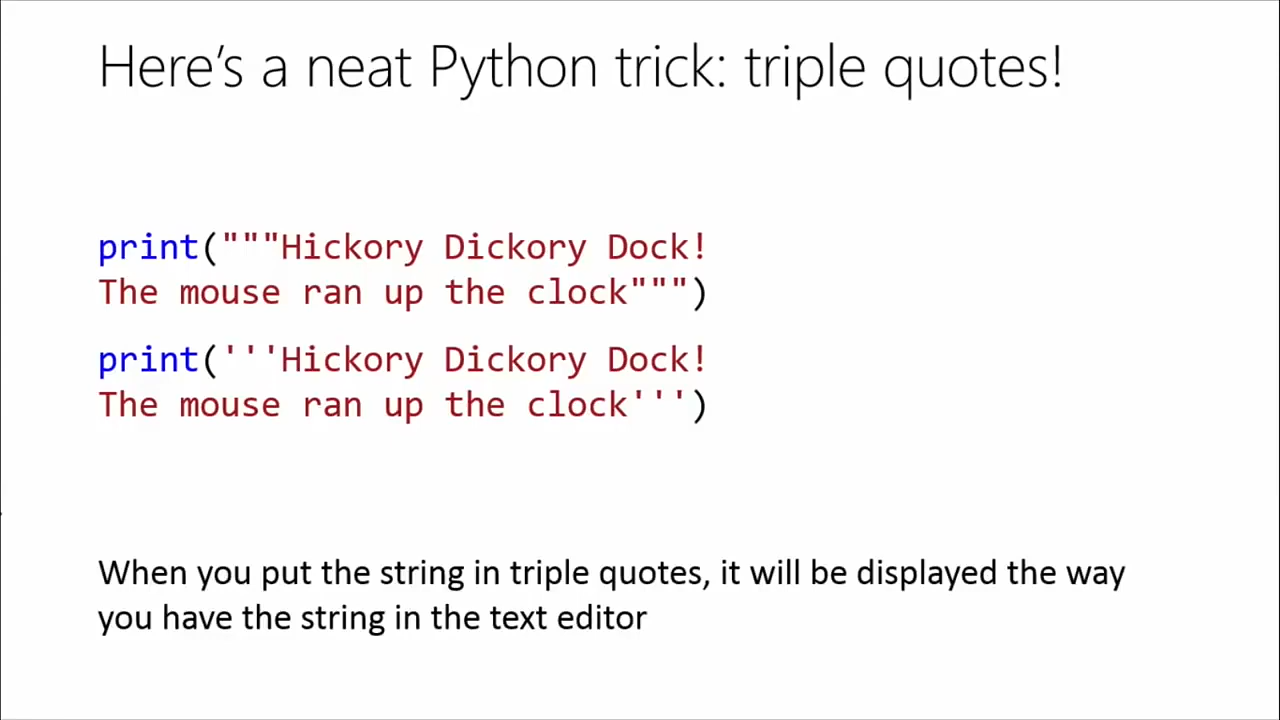 Here's a neat Python trick: triple quotes!
print("""Hickory Dickory Dock!
The mouse ran up the clock""")
print('''Hickory Dickory Dock!
The mouse ran up the clock''')
When you put the string in triple quotes, it will be displayed the way
you have the string in the text editor